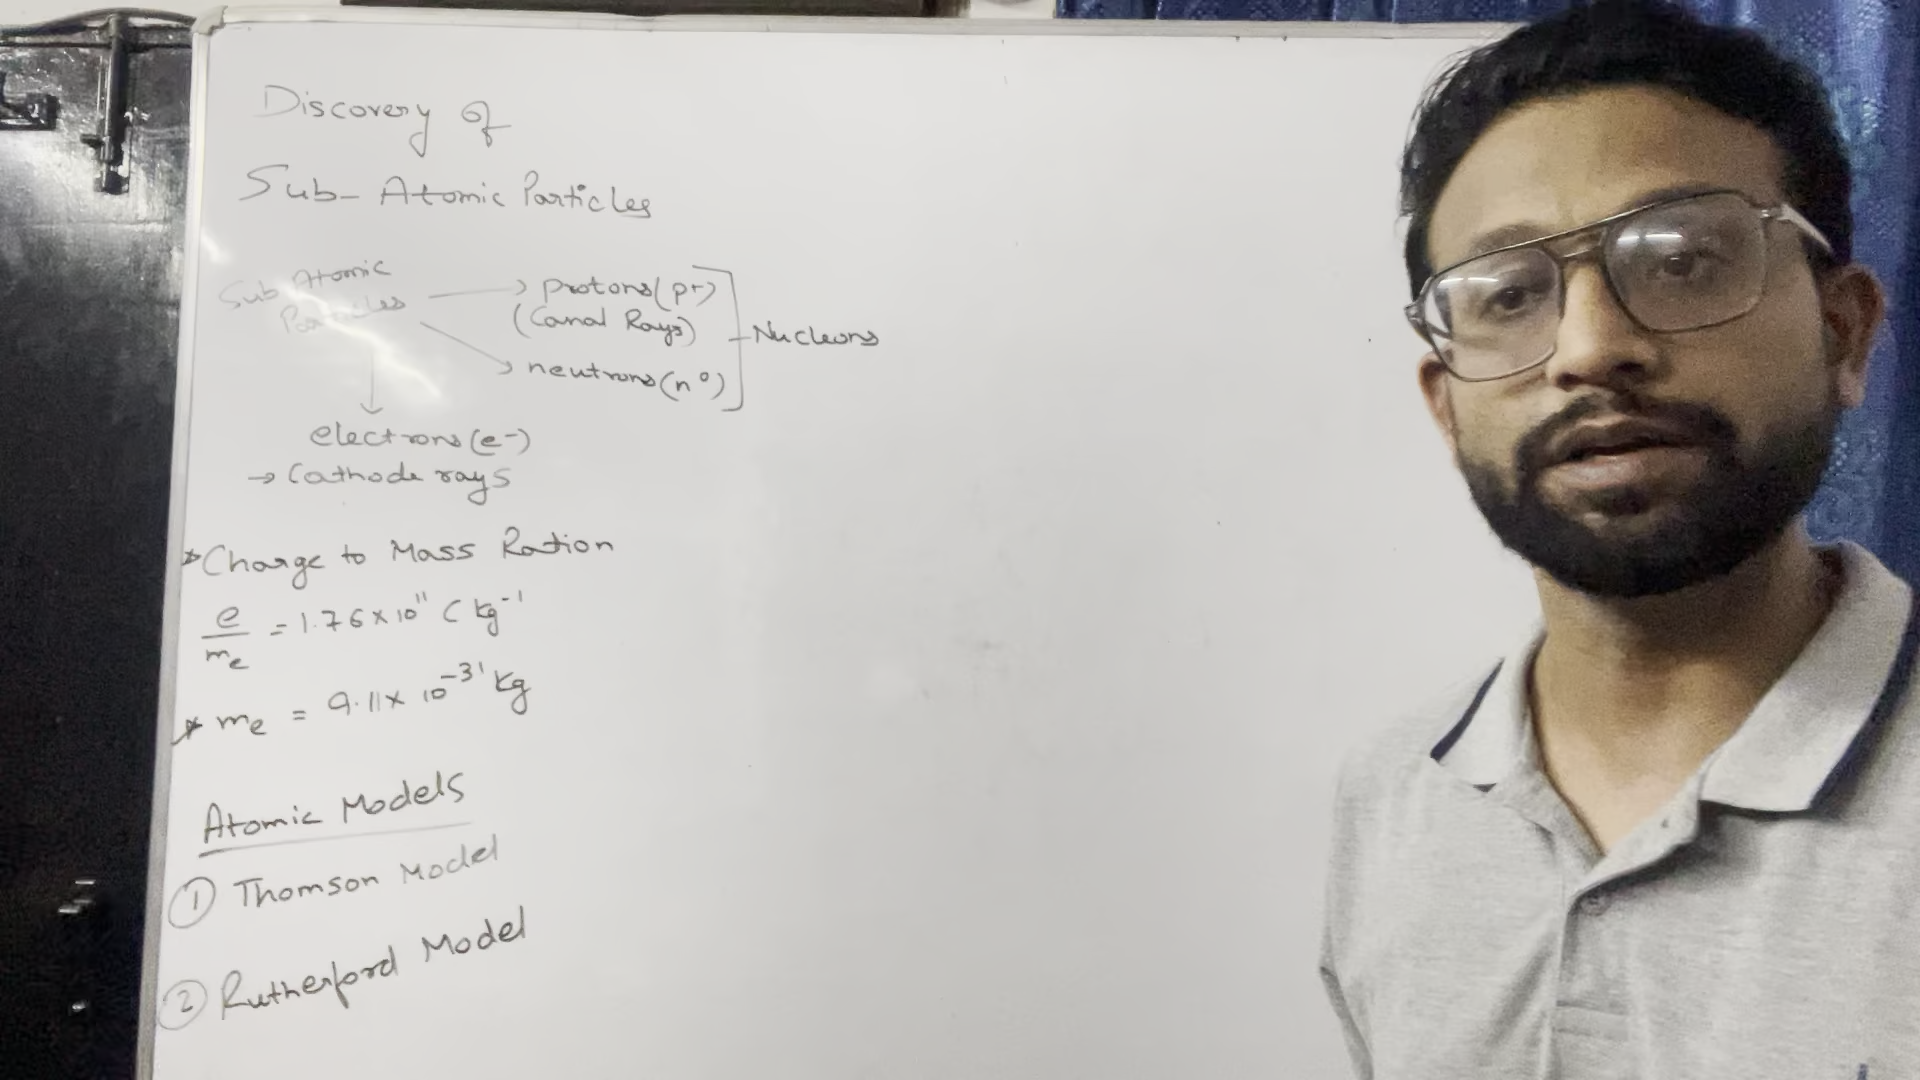 Discovery of
Sub-Atomic Particles
Sub Atomic
Particles
→ protons(p+)
(Canal Rays)
→ neutrons(n°)
Nucleons
electrons(e-)
→ Cathode rays
* Charge to Mass Ration
e/me = 1.76×10¹¹ C kg⁻¹
* me = 9.11× 10⁻³¹ kg
Atomic Models
① Thomson Model
② Rutherford Model